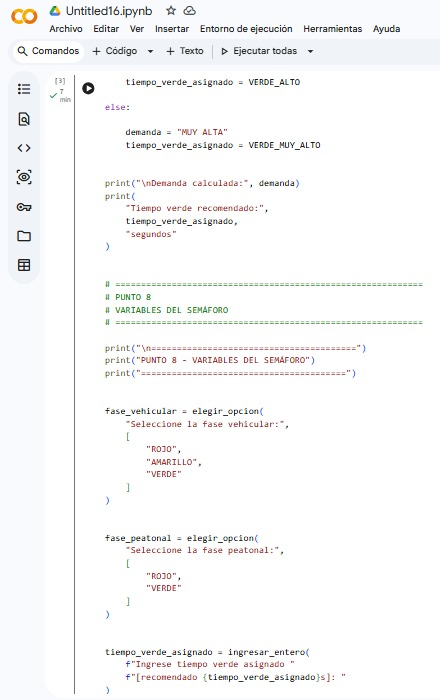 Untitled16.ipynb
Archivo Editar Ver Insertar Entorno de ejecución Herramientas Ayuda
Comandos + Código + Texto Ejecutar todas
[3]
7
min
        tiempo_verde_asignado = VERDE_ALTO
    else:
        demanda = "MUY ALTA"
        tiempo_verde_asignado = VERDE_MUY_ALTO
    print("\nDemanda calculada:", demanda)
    print(
        "Tiempo verde recomendado:",
        tiempo_verde_asignado,
        "segundos"
    )
    # ============================================================
    # PUNTO 8
    # VARIABLES DEL SEMÁFORO
    # ============================================================
    print("\n========================================")
    print("PUNTO 8 - VARIABLES DEL SEMÁFORO")
    print("========================================")
    fase_vehicular = elegir_opcion(
        "Seleccione la fase vehicular:",
        [
            "ROJO",
            "AMARILLO",
            "VERDE"
        ]
    )
    fase_peatonal = elegir_opcion(
        "Seleccione la fase peatonal:",
        [
            "ROJO",
            "VERDE"
        ]
    )
    tiempo_verde_asignado = ingresar_entero(
        f"Ingrese tiempo verde asignado "
        f"[recomendado {tiempo_verde_asignado}s]: "
    )